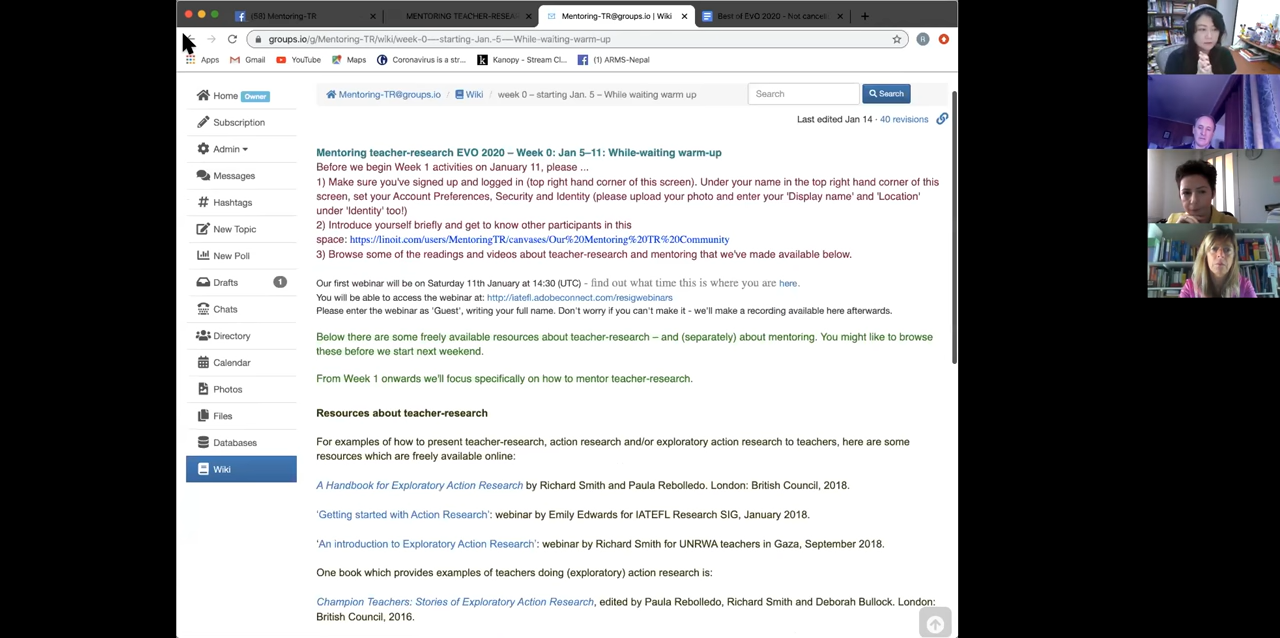 (58) Mentoring-TR
MENTORING TEACHER-RESEA
Mentoring-TR@groups.io | Wiki
Best of EVO 2020 - Not cancel
groups.io/g/Mentoring-TR/wiki/week-0---starting-Jan.-5---While-waiting-warm-up
R
Apps
Gmail
YouTube
Maps
Coronavirus is a str...
Kanopy - Stream Cl...
(1) ARMS-Nepal
Home Owner
Subscription
Admin
Messages
Hashtags
New Topic
New Poll
Drafts 1
Chats
Directory
Calendar
Photos
Files
Databases
Wiki
Mentoring-TR@groups.io / Wiki / week 0 – starting Jan. 5 – While waiting warm up
Search
Search
Last edited Jan 14 · 40 revisions
Mentoring teacher-research EVO 2020 – Week 0: Jan 5–11: While-waiting warm-up
Before we begin Week 1 activities on January 11, please ...
1) Make sure you've signed up and logged in (top right hand corner of this screen). Under your name in the top right hand corner of this
screen, set your Account Preferences, Security and Identity (please upload your photo and enter your 'Display name' and 'Location'
under 'Identity' too!)
2) Introduce yourself briefly and get to know other participants in this
space: https://linoit.com/users/MentoringTR/canvases/Our%20Mentoring%20TR%20Community
3) Browse some of the readings and videos about teacher-research and mentoring that we've made available below.
Our first webinar will be on Saturday 11th January at 14:30 (UTC) - find out what time this is where you are here.
You will be able to access the webinar at: http://iatefl.adobeconnect.com/resigwebinars
Please enter the webinar as 'Guest', writing your full name. Don't worry if you can't make it - we'll make a recording available here afterwards.
Below there are some freely available resources about teacher-research – and (separately) about mentoring. You might like to browse
these before we start next weekend.
From Week 1 onwards we'll focus specifically on how to mentor teacher-research.
Resources about teacher-research
For examples of how to present teacher-research, action research and/or exploratory action research to teachers, here are some
resources which are freely available online:
A Handbook for Exploratory Action Research by Richard Smith and Paula Rebolledo. London: British Council, 2018.
'Getting started with Action Research': webinar by Emily Edwards for IATEFL Research SIG, January 2018.
'An introduction to Exploratory Action Research': webinar by Richard Smith for UNRWA teachers in Gaza, September 2018.
One book which provides examples of teachers doing (exploratory) action research is:
Champion Teachers: Stories of Exploratory Action Research, edited by Paula Rebolledo, Richard Smith and Deborah Bullock. London:
British Council, 2016.